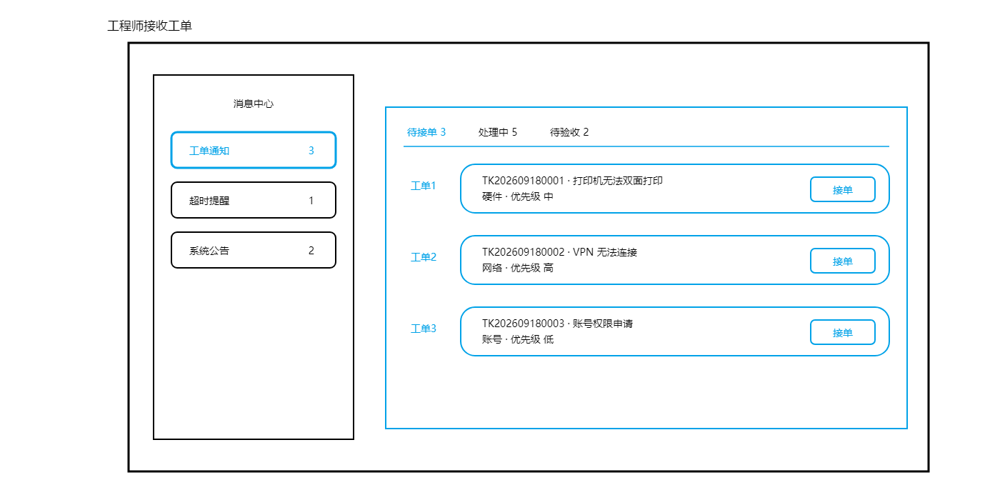 工程师接收工单
消息中心
工单通知 3
超时提醒 1
系统公告 2
待接单 3 处理中 5 待验收 2
工单1
TK202609180001 · 打印机无法双面打印
硬件 · 优先级 中
接单
工单2
TK202609180002 · VPN 无法连接
网络 · 优先级 高
接单
工单3
TK202609180003 · 账号权限申请
账号 · 优先级 低
接单